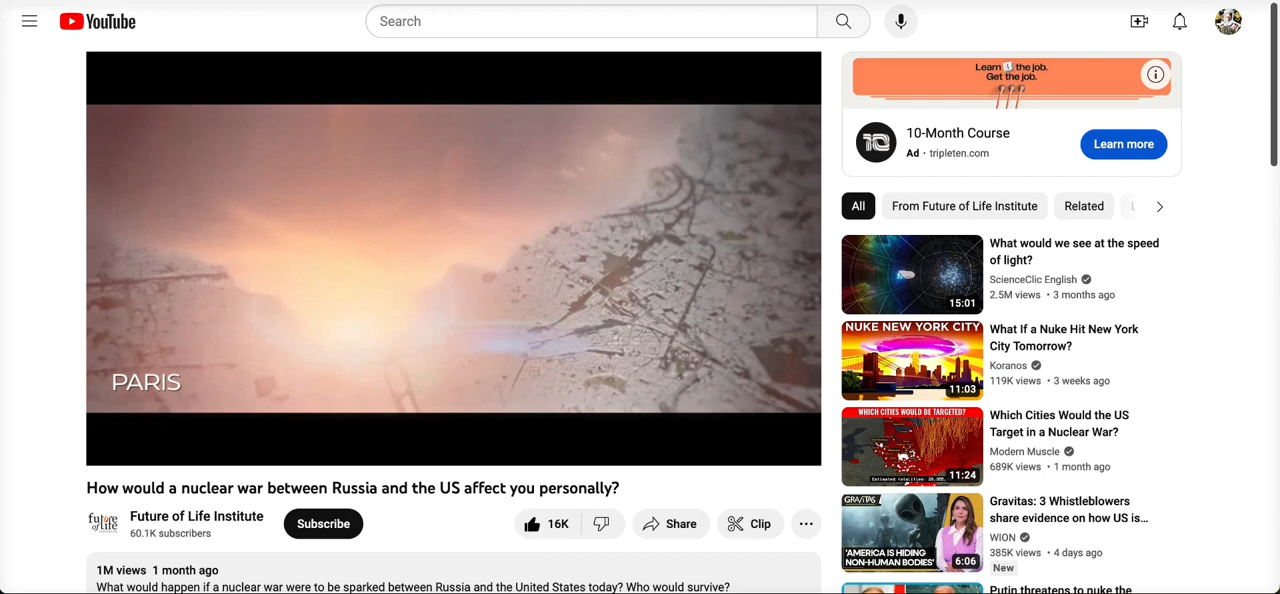 YouTube
Search
PARIS
How would a nuclear war between Russia and the US affect you personally?
future of life
Future of Life Institute
60.1K subscribers
Subscribe
16K
Share
Clip
1M views 1 month ago
What would happen if a nuclear war were to be sparked between Russia and the United States today? Who would survive?
Learn the job.
Get the job.
10
10-Month Course
Ad · tripleten.com
Learn more
All
From Future of Life Institute
Related
What would we see at the speed
of light?
ScienceClic English
2.5M views • 3 months ago
15:01
NUKE NEW YORK CITY
11:03
What If a Nuke Hit New York
City Tomorrow?
Koranos
119K views • 3 weeks ago
WHICH CITIES WOULD BE TARGETED?
11:24
Which Cities Would the US
Target in a Nuclear War?
Modern Muscle
689K views • 1 month ago
GRAVITAS
'AMERICA IS HIDING
NON-HUMAN BODIES'
6:06
Gravitas: 3 Whistleblowers
share evidence on how US is...
WION
385K views • 4 days ago
New
Putin threatens to nuke the